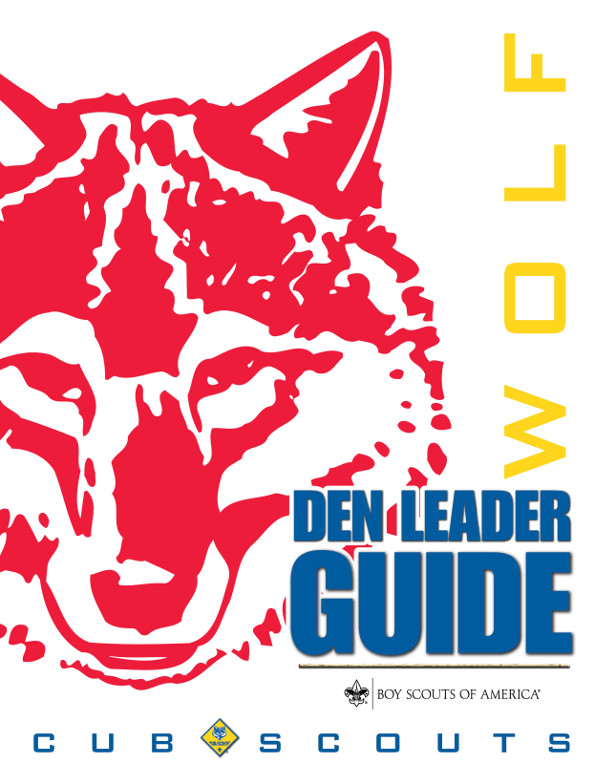 WOLF
DEN LEADER
GUIDE
BOY SCOUTS OF AMERICA®
CUB SCOUTS